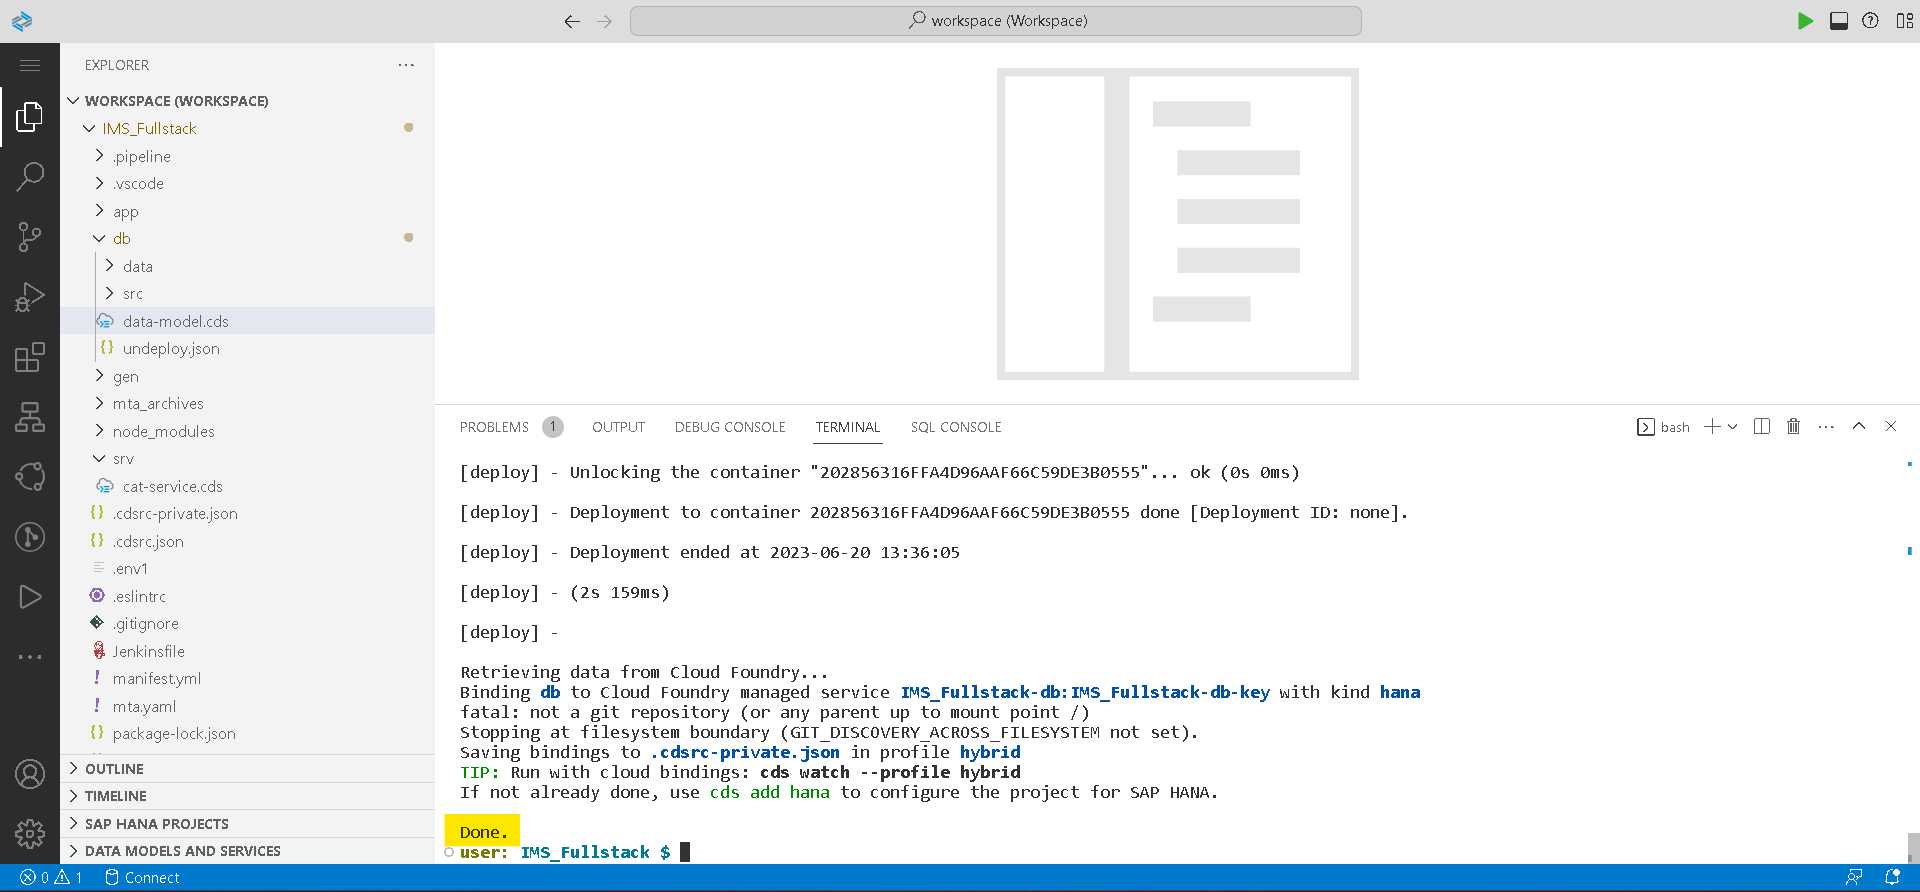 workspace (Workspace)
EXPLORER
WORKSPACE (WORKSPACE)
IMS_Fullstack
.pipeline
.vscode
app
db
data
src
data-model.cds
undeploy.json
gen
mta_archives
node_modules
srv
cat-service.cds
.cdsrc-private.json
.cdsrc.json
.env1
.eslintrc
.gitignore
Jenkinsfile
manifest.yml
mta.yaml
package-lock.json
OUTLINE
TIMELINE
SAP HANA PROJECTS
DATA MODELS AND SERVICES
PROBLEMS 1 OUTPUT DEBUG CONSOLE TERMINAL SQL CONSOLE bash
[deploy] - Unlocking the container "202856316FFA4D96AAF66C59DE3B0555"... ok (0s 0ms)
[deploy] - Deployment to container 202856316FFA4D96AAF66C59DE3B0555 done [Deployment ID: none].
[deploy] - Deployment ended at 2023-06-20 13:36:05
[deploy] - (2s 159ms)
[deploy] -
Retrieving data from Cloud Foundry...
Binding db to Cloud Foundry managed service IMS_Fullstack-db:IMS_Fullstack-db-key with kind hana
fatal: not a git repository (or any parent up to mount point /)
Stopping at filesystem boundary (GIT_DISCOVERY_ACROSS_FILESYSTEM not set).
Saving bindings to .cdsrc-private.json in profile hybrid
TIP: Run with cloud bindings: cds watch --profile hybrid
If not already done, use cds add hana to configure the project for SAP HANA.
Done.
user: IMS_Fullstack $
0 1 Connect